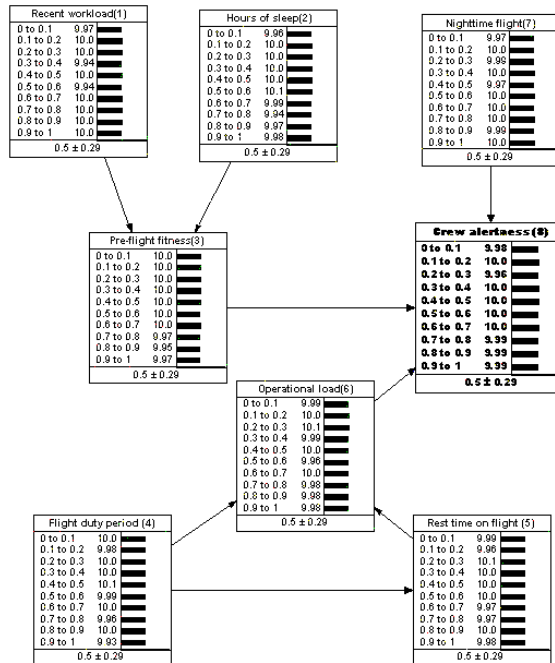 Recent workload(1)
0 to 0.1 9.97
0.1 to 0.2 10.0
0.2 to 0.3 10.0
0.3 to 0.4 9.94
0.4 to 0.5 10.0
0.5 to 0.6 9.94
0.6 to 0.7 10.0
0.7 to 0.8 10.0
0.8 to 0.9 10.0
0.9 to 1 10.0
0.5 ± 0.29
Hours of sleep(2)
0 to 0.1 9.96
0.1 to 0.2 10.0
0.2 to 0.3 10.0
0.3 to 0.4 10.0
0.4 to 0.5 10.0
0.5 to 0.6 10.1
0.6 to 0.7 9.99
0.7 to 0.8 9.94
0.8 to 0.9 9.97
0.9 to 1 9.98
0.5 ± 0.29
Nighttime flight(7)
0 to 0.1 9.97
0.1 to 0.2 10.0
0.2 to 0.3 9.99
0.3 to 0.4 10.0
0.4 to 0.5 9.97
0.5 to 0.6 10.0
0.6 to 0.7 10.0
0.7 to 0.8 10.0
0.8 to 0.9 9.99
0.9 to 1 10.0
0.5 ± 0.29
Pre-flight fitness(3)
0 to 0.1 10.0
0.1 to 0.2 10.0
0.2 to 0.3 10.0
0.3 to 0.4 10.0
0.4 to 0.5 10.0
0.5 to 0.6 10.0
0.6 to 0.7 10.0
0.7 to 0.8 9.97
0.8 to 0.9 9.95
0.9 to 1 9.97
0.5 ± 0.29
Crew alertness(8)
0 to 0.1 9.98
0.1 to 0.2 10.0
0.2 to 0.3 9.96
0.3 to 0.4 10.0
0.4 to 0.5 10.0
0.5 to 0.6 10.0
0.6 to 0.7 10.0
0.7 to 0.8 9.99
0.8 to 0.9 9.99
0.9 to 1 9.99
0.5 ± 0.29
Operational load(6)
0 to 0.1 9.99
0.1 to 0.2 10.0
0.2 to 0.3 10.1
0.3 to 0.4 9.99
0.4 to 0.5 10.0
0.5 to 0.6 9.96
0.6 to 0.7 10.0
0.7 to 0.8 9.98
0.8 to 0.9 9.98
0.9 to 1 9.98
0.5 ± 0.29
Flight duty period (4)
0 to 0.1 10.0
0.1 to 0.2 9.98
0.2 to 0.3 10.0
0.3 to 0.4 10.0
0.4 to 0.5 10.1
0.5 to 0.6 9.99
0.6 to 0.7 10.0
0.7 to 0.8 9.96
0.8 to 0.9 10.0
0.9 to 1 9.93
0.5 ± 0.29
Rest time on flight (5)
0 to 0.1 9.99
0.1 to 0.2 9.96
0.2 to 0.3 10.1
0.3 to 0.4 10.0
0.4 to 0.5 10.0
0.5 to 0.6 10.0
0.6 to 0.7 9.97
0.7 to 0.8 9.97
0.8 to 0.9 10.0
0.9 to 1 9.98
0.5 ± 0.29